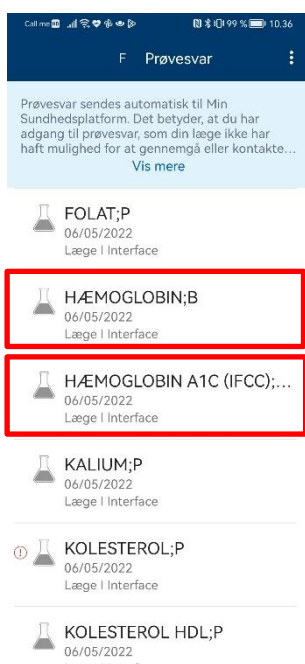 Call me 99 % 10.36
F Prøvesvar
Prøvesvar sendes automatisk til Min
Sundhedsplatform. Det betyder, at du har
adgang til prøvesvar, som din læge ikke har
haft mulighed for at gennemgå eller kontakte...
Vis mere
FOLAT;P
06/05/2022
Læge I Interface
HÆMOGLOBIN;B
06/05/2022
Læge I Interface
HÆMOGLOBIN A1C (IFCC);...
06/05/2022
Læge I Interface
KALIUM;P
06/05/2022
Læge I Interface
KOLESTEROL;P
06/05/2022
Læge I Interface
KOLESTEROL HDL;P
06/05/2022